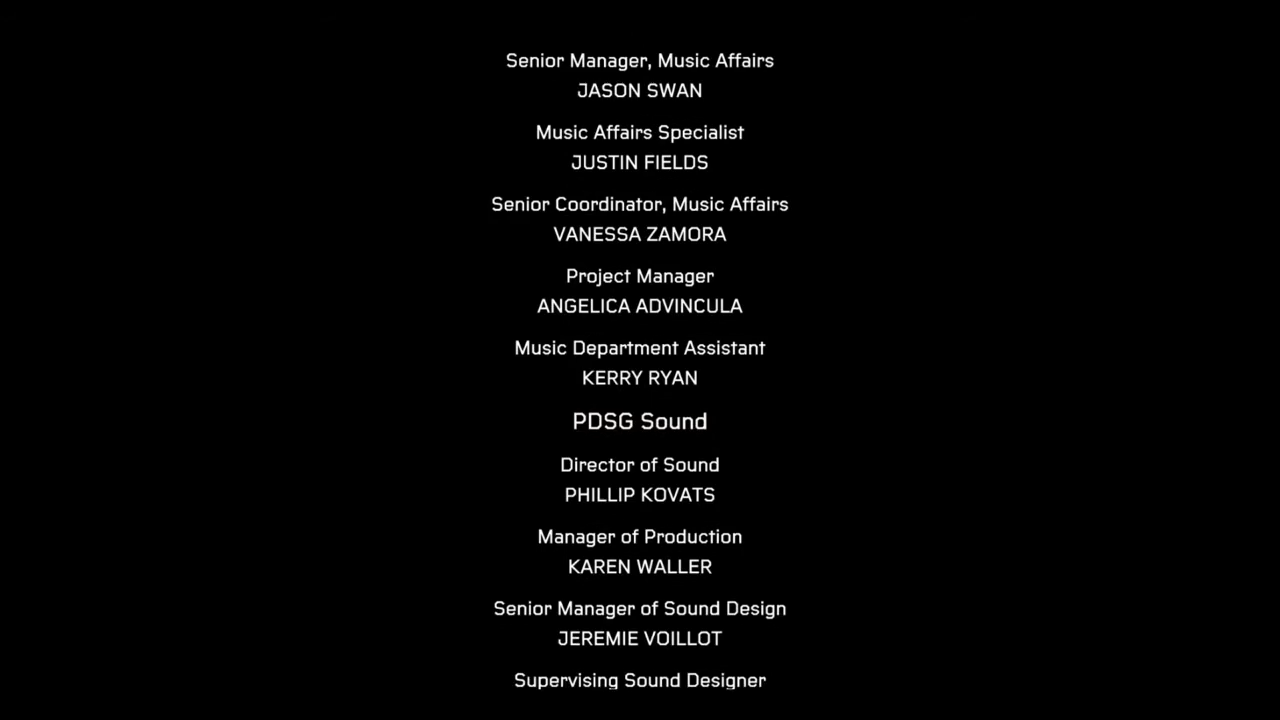 Senior Manager, Music Affairs
JASON SWAN
Music Affairs Specialist
JUSTIN FIELDS
Senior Coordinator, Music Affairs
VANESSA ZAMORA
Project Manager
ANGELICA ADVINCULA
Music Department Assistant
KERRY RYAN
PDSG Sound
Director of Sound
PHILLIP KOVATS
Manager of Production
KAREN WALLER
Senior Manager of Sound Design
JEREMIE VOILLOT
Supervising Sound Designer